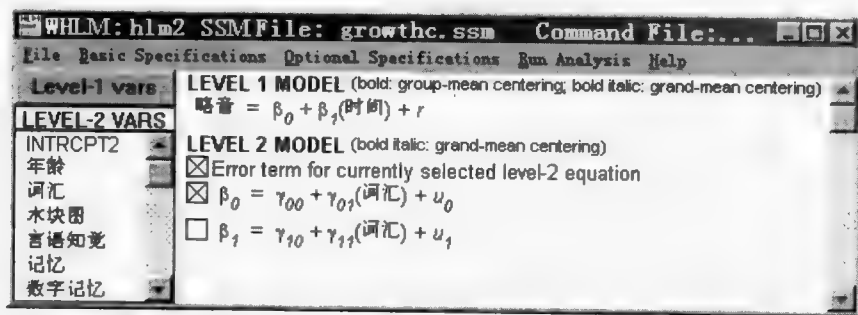 WHLM: hlm2 SSM File: growthc.ssm Command File:...
File Basic Specifications Optional Specifications Run Analysis Help
Level-1 vars
LEVEL-2 VARS
INTRCPT2
年龄
词汇
木块图
言语知觉
记忆
数字记忆
LEVEL 1 MODEL (bold: group-mean centering; bold italic: grand-mean centering)
略音 = β0 + β1(时间) + r
LEVEL 2 MODEL (bold italic: grand-mean centering)
Error term for currently selected level-2 equation
β0 = γ00 + γ01(词汇) + u0
β1 = γ10 + γ11(词汇) + u1